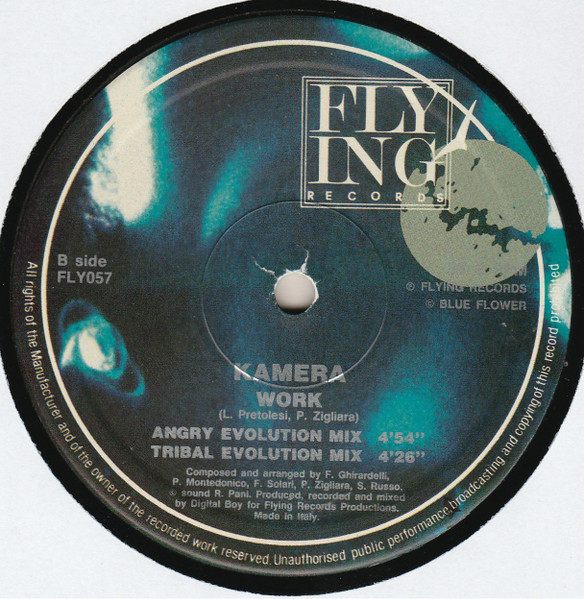 FLY
ING
RECORDS
B side
FLY057
M
℗ FLYING RECORDS
© BLUE FLOWER
KAMERA
WORK
(L. Pretolesi, P. Zigliara)
ANGRY EVOLUTION MIX 4'54"
TRIBAL EVOLUTION MIX 4'26"
Composed and arranged by F. Ghirardelli,
P. Montedonico, F. Solari, P. Zigliara, S. Russo.
© sound R. Pani. Produced, recorded and mixed
by Digital Boy for Flying Records Productions.
Made in Italy.
All rights of the Manufacturer and of the owner of the recorded work reserved. Unauthorised public performance, broadcasting and copying of this record prohibited